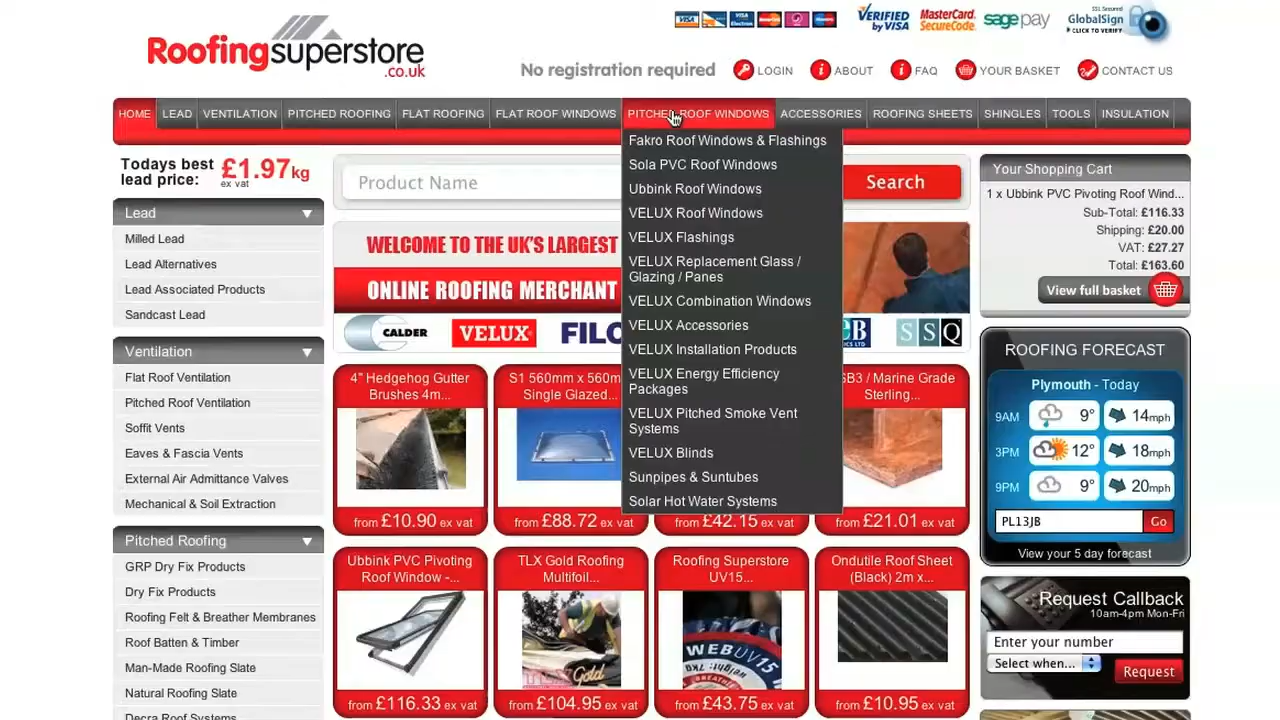 Roofingsuperstore
.co.uk
VISA
VISA
Electron
VERIFIED
by VISA
MasterCard.
SecureCode.
sagepay
SSL Secured
GlobalSign
CLICK TO VERIFY
No registration required
LOGIN
ABOUT
FAQ
YOUR BASKET
CONTACT US
HOME
LEAD
VENTILATION
PITCHED ROOFING
FLAT ROOFING
FLAT ROOF WINDOWS
PITCHED ROOF WINDOWS
ACCESSORIES
ROOFING SHEETS
SHINGLES
TOOLS
INSULATION
Todays best
lead price:
£1.97kg
ex vat
Lead
Milled Lead
Lead Alternatives
Lead Associated Products
Sandcast Lead
Ventilation
Flat Roof Ventilation
Pitched Roof Ventilation
Soffit Vents
Eaves & Fascia Vents
External Air Admittance Valves
Mechanical & Soil Extraction
Pitched Roofing
GRP Dry Fix Products
Dry Fix Products
Roofing Felt & Breather Membranes
Roof Batten & Timber
Man-Made Roofing Slate
Natural Roofing Slate
Decra Roof Systems
Product Name
Search
WELCOME TO THE UK'S LARGEST
ONLINE ROOFING MERCHANT
CALDER
VELUX
FILO
SSQ
Fakro Roof Windows & Flashings
Sola PVC Roof Windows
Ubbink Roof Windows
VELUX Roof Windows
VELUX Flashings
VELUX Replacement Glass /
Glazing / Panes
VELUX Combination Windows
VELUX Accessories
VELUX Installation Products
VELUX Energy Efficiency
Packages
VELUX Pitched Smoke Vent
Systems
VELUX Blinds
Sunpipes & Suntubes
Solar Hot Water Systems
4" Hedgehog Gutter
Brushes 4m...
from £10.90 ex vat
S1 560mm x 560m
Single Glazed...
from £88.72 ex vat
from £42.15 ex vat
SB3 / Marine Grade
Sterling...
from £21.01 ex vat
Ubbink PVC Pivoting
Roof Window -...
from £116.33 ex vat
TLX Gold Roofing
Multifoil...
Gold
from £104.95 ex vat
Roofing Superstore
UV15...
WEBUV15
from £43.75 ex vat
Ondutile Roof Sheet
(Black) 2m x...
from £10.95 ex vat
Your Shopping Cart
1 x Ubbink PVC Pivoting Roof Wind...
Sub-Total: £116.33
Shipping: £20.00
VAT: £27.27
Total: £163.60
View full basket
ROOFING FORECAST
Plymouth - Today
9AM 9° 14mph
3PM 12° 18mph
9PM 9° 20mph
PL13JB
Go
View your 5 day forecast
Request Callback
10am-4pm Mon-Fri
Enter your number
Select when...
Request